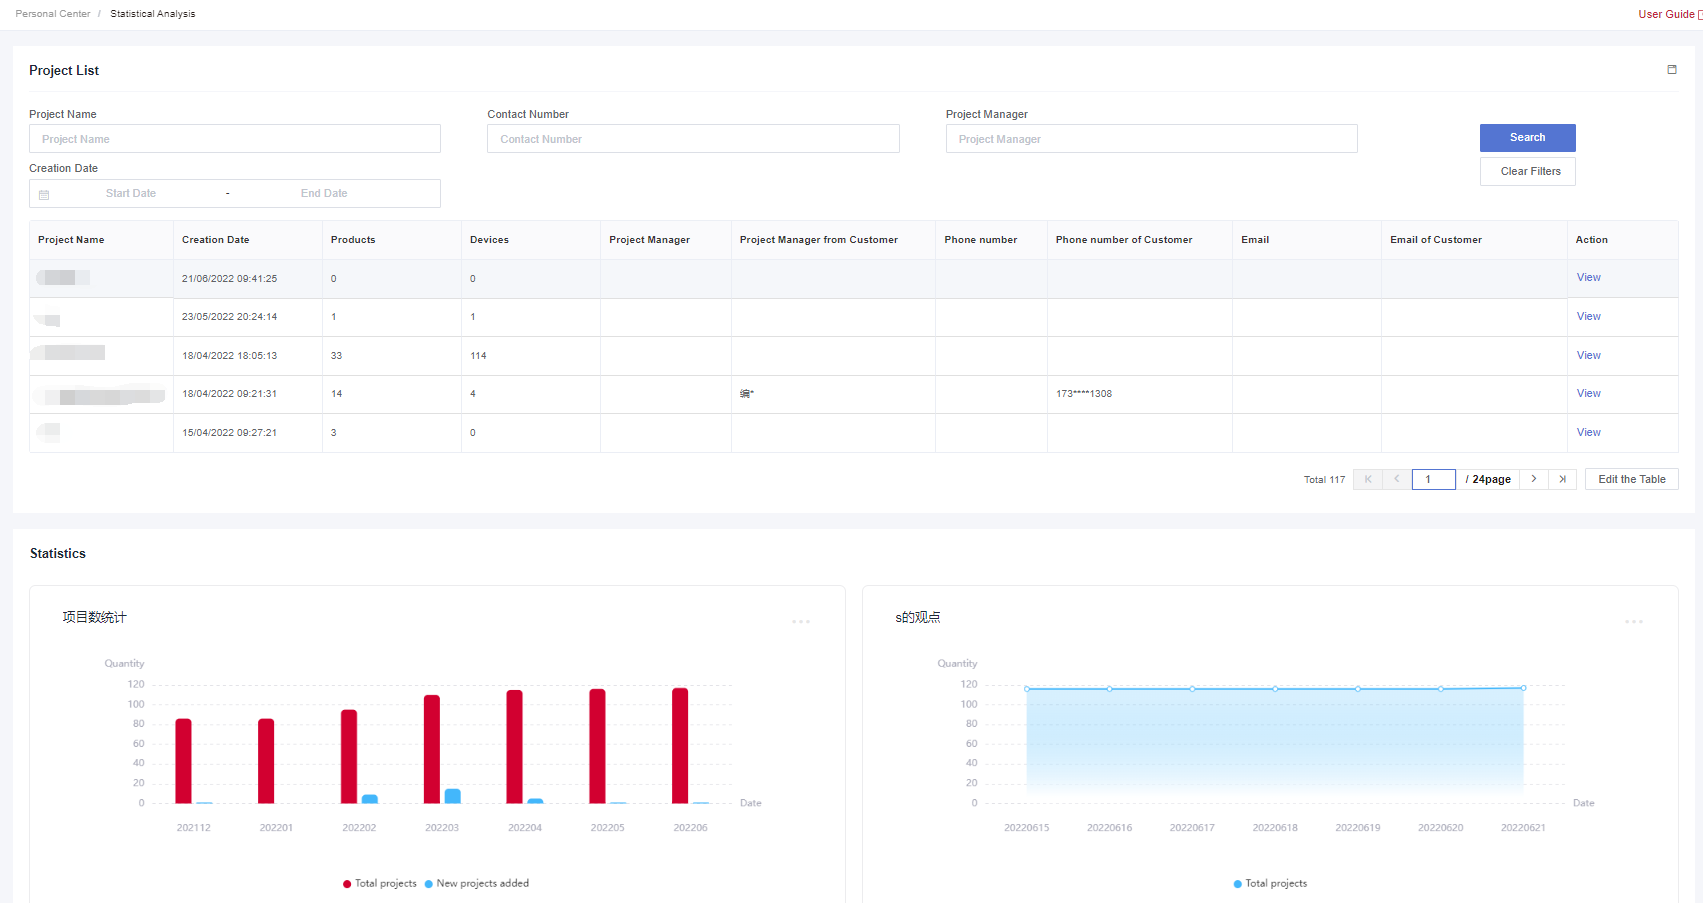 Personal Center / Statistical Analysis
User Guide
Project List
Project Name
Contact Number
Project Manager
Project Name
Contact Number
Project Manager
Search
Creation Date
Clear Filters
Start Date - End Date
Project Name Creation Date Products Devices Project Manager Project Manager from Customer Phone number Phone number of Customer Email Email of Customer Action
21/06/2022 09:41:25 0 0 View
23/05/2022 20:24:14 1 1 View
18/04/2022 18:05:13 33 114 View
18/04/2022 09:21:31 14 4 编* 173****1308 View
15/04/2022 09:27:21 3 0 View
Total 117 1 / 24page Edit the Table
Statistics
项目数统计
Quantity
120
100
80
60
40
20
0
Date
202112 202201 202202 202203 202204 202205 202206
Total projects New projects added
s的观点
Quantity
120
100
80
60
40
20
0
Date
20220615 20220616 20220617 20220618 20220619 20220620 20220621
Total projects